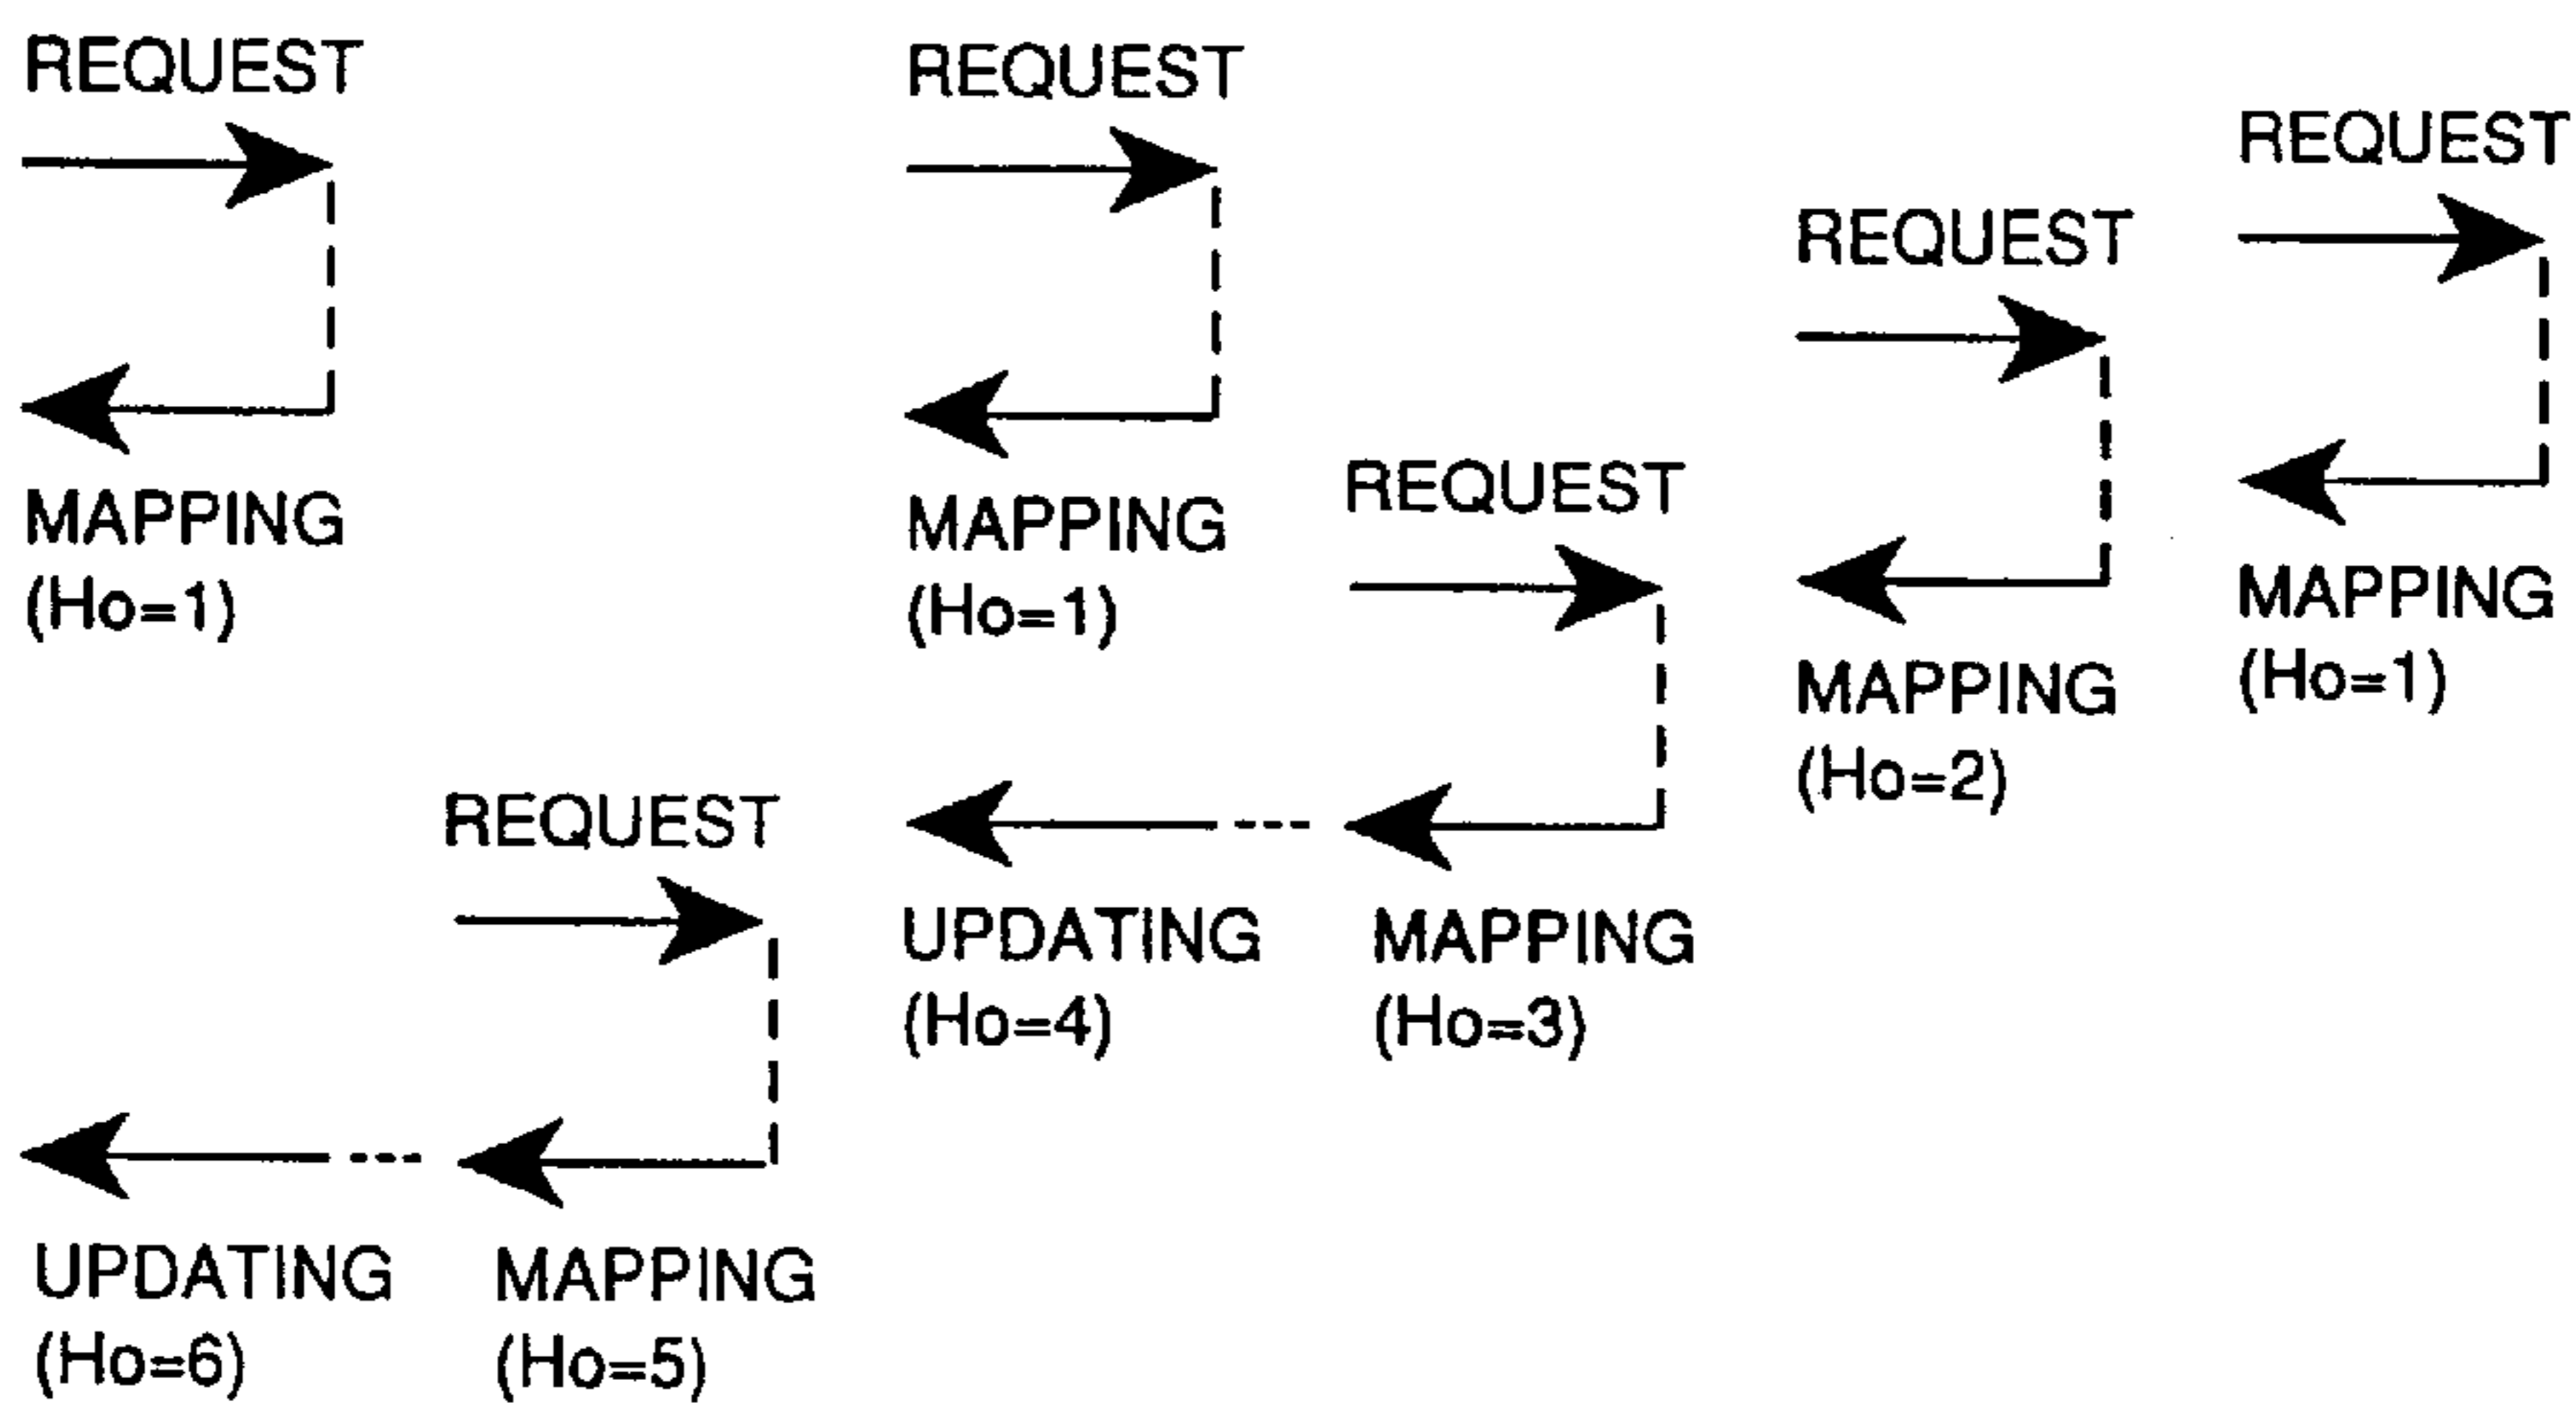 REQUEST
REQUEST
REQUEST
REQUEST
REQUEST
MAPPING
(Ho=1)
MAPPING
(Ho=1)
MAPPING
(Ho=1)
MAPPING
(Ho=2)
REQUEST
UPDATING
(Ho=4)
MAPPING
(Ho=3)
UPDATING
(Ho=6)
MAPPING
(Ho=5)